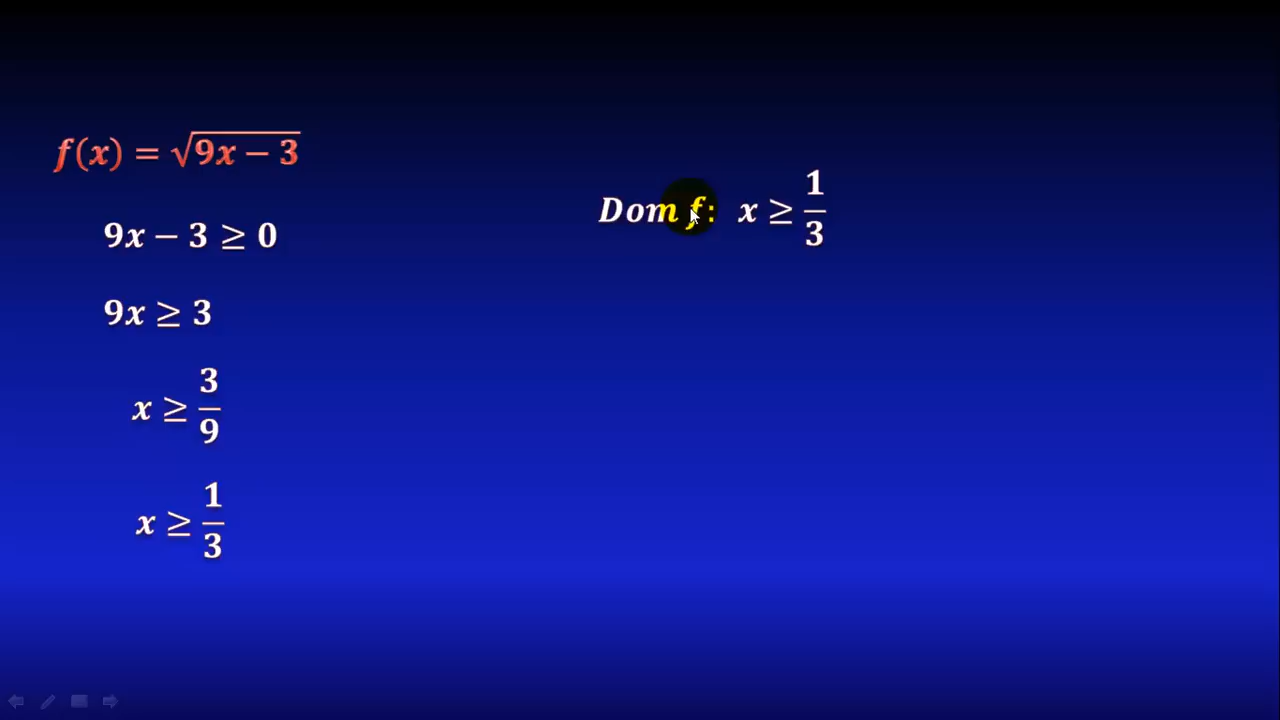 f(x) = √(9x − 3)
9x − 3 ≥ 0
9x ≥ 3
x ≥ 3/9
x ≥ 1/3
Dom f: x ≥ 1/3